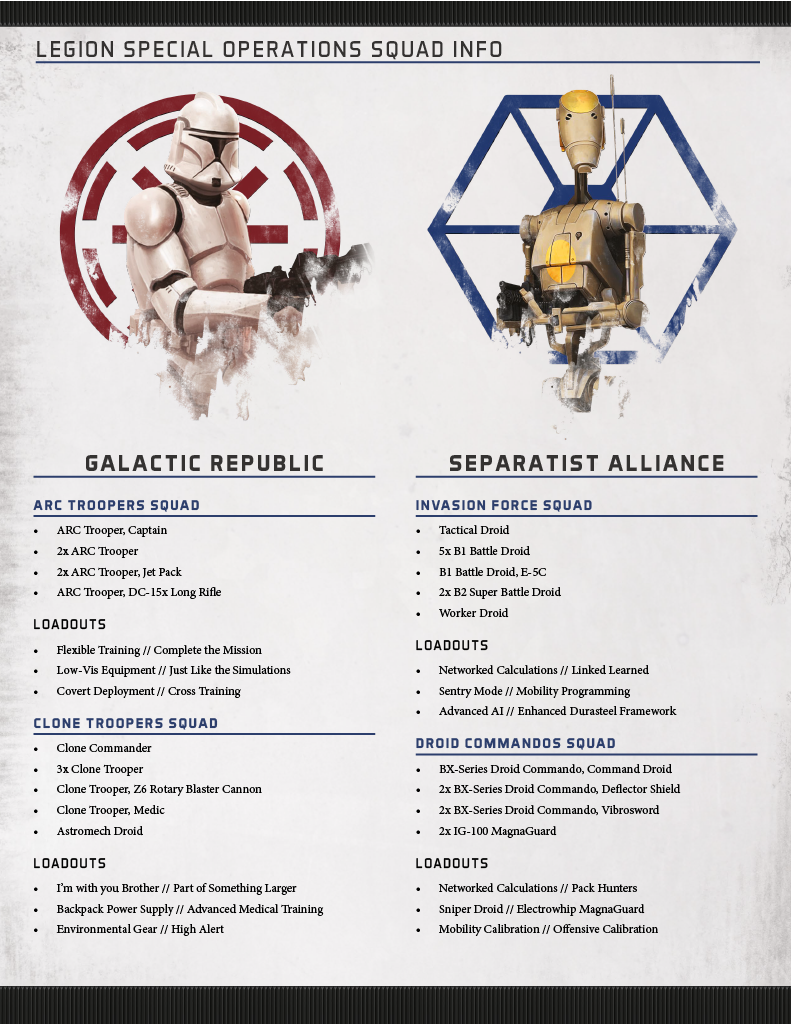 LEGION SPECIAL OPERATIONS SQUAD INFO
GALACTIC REPUBLIC
ARC TROOPERS SQUAD
• ARC Trooper, Captain
• 2x ARC Trooper
• 2x ARC Trooper, Jet Pack
• ARC Trooper, DC-15x Long Rifle
LOADOUTS
• Flexible Training // Complete the Mission
• Low-Vis Equipment // Just Like the Simulations
• Covert Deployment // Cross Training
CLONE TROOPERS SQUAD
• Clone Commander
• 3x Clone Trooper
• Clone Trooper, Z6 Rotary Blaster Cannon
• Clone Trooper, Medic
• Astromech Droid
LOADOUTS
• I'm with you Brother // Part of Something Larger
• Backpack Power Supply // Advanced Medical Training
• Environmental Gear // High Alert
SEPARATIST ALLIANCE
INVASION FORCE SQUAD
• Tactical Droid
• 5x B1 Battle Droid
• B1 Battle Droid, E-5C
• 2x B2 Super Battle Droid
• Worker Droid
LOADOUTS
• Networked Calculations // Linked Learned
• Sentry Mode // Mobility Programming
• Advanced AI // Enhanced Durasteel Framework
DROID COMMANDOS SQUAD
• BX-Series Droid Commando, Command Droid
• 2x BX-Series Droid Commando, Deflector Shield
• 2x BX-Series Droid Commando, Vibrosword
• 2x IG-100 MagnaGuard
LOADOUTS
• Networked Calculations // Pack Hunters
• Sniper Droid // Electrowhip MagnaGuard
• Mobility Calibration // Offensive Calibration